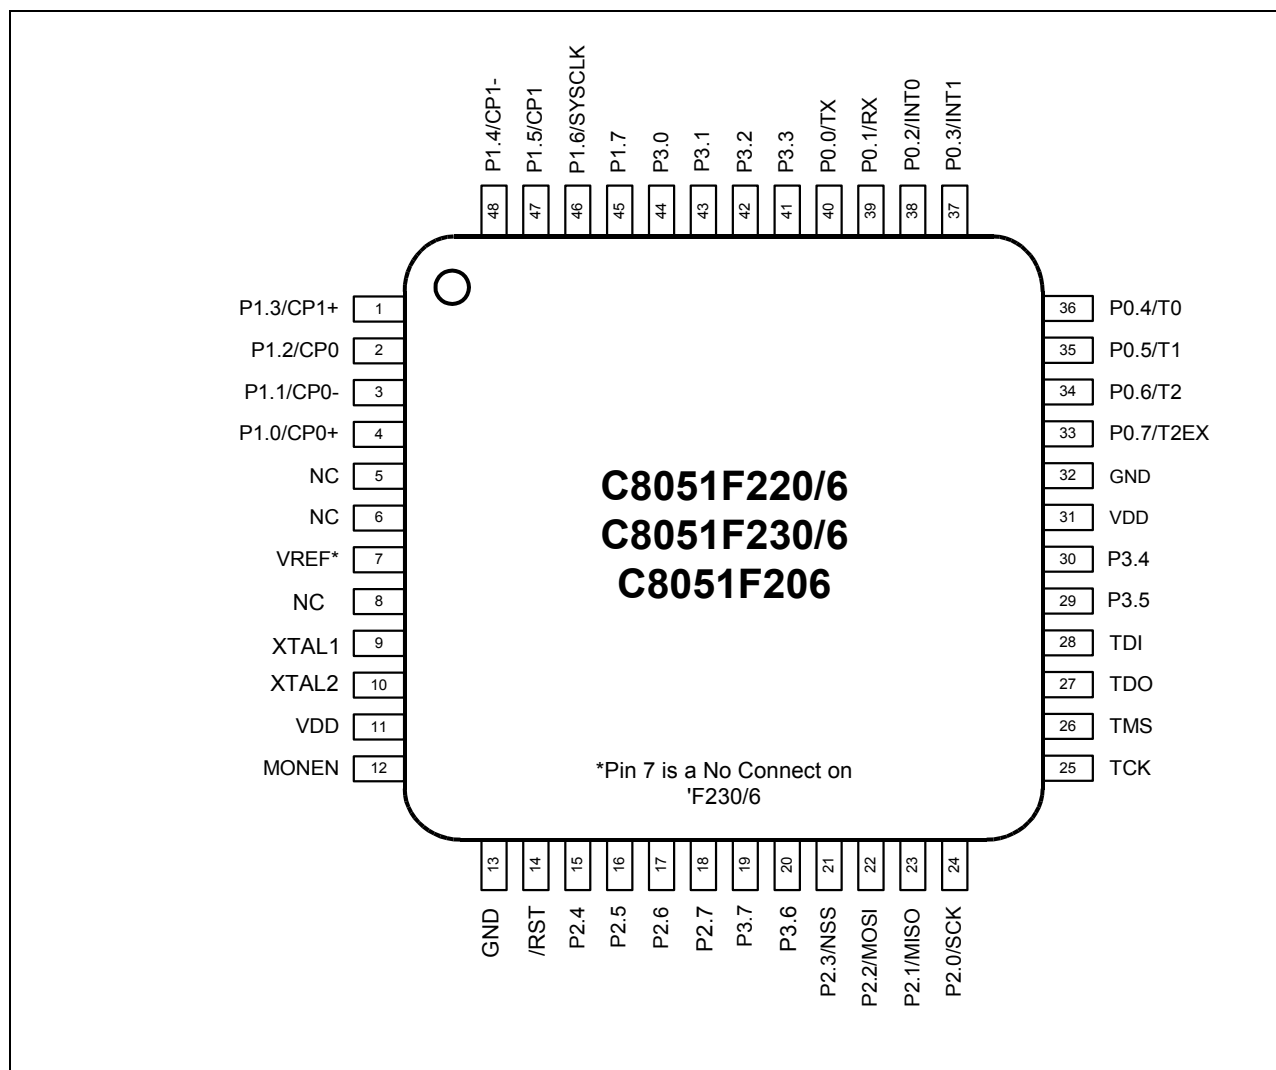 P1.4/CP1-
P1.5/CP1
P1.6/SYSCLK
P1.7
P3.0
P3.1
P3.2
P3.3
P0.0/TX
P0.1/RX
P0.2/INT0
P0.3/INT1
48
47
46
45
44
43
42
41
40
39
38
37
P1.3/CP1+ 1
P1.2/CP0 2
P1.1/CP0- 3
P1.0/CP0+ 4
NC 5
NC 6
VREF* 7
NC 8
XTAL1 9
XTAL2 10
VDD 11
MONEN 12
C8051F220/6
C8051F230/6
C8051F206
*Pin 7 is a No Connect on
'F230/6
36 P0.4/T0
35 P0.5/T1
34 P0.6/T2
33 P0.7/T2EX
32 GND
31 VDD
30 P3.4
29 P3.5
28 TDI
27 TDO
26 TMS
25 TCK
13
14
15
16
17
18
19
20
21
22
23
24
GND
/RST
P2.4
P2.5
P2.6
P2.7
P3.7
P3.6
P2.3/NSS
P2.2/MOSI
P2.1/MISO
P2.0/SCK